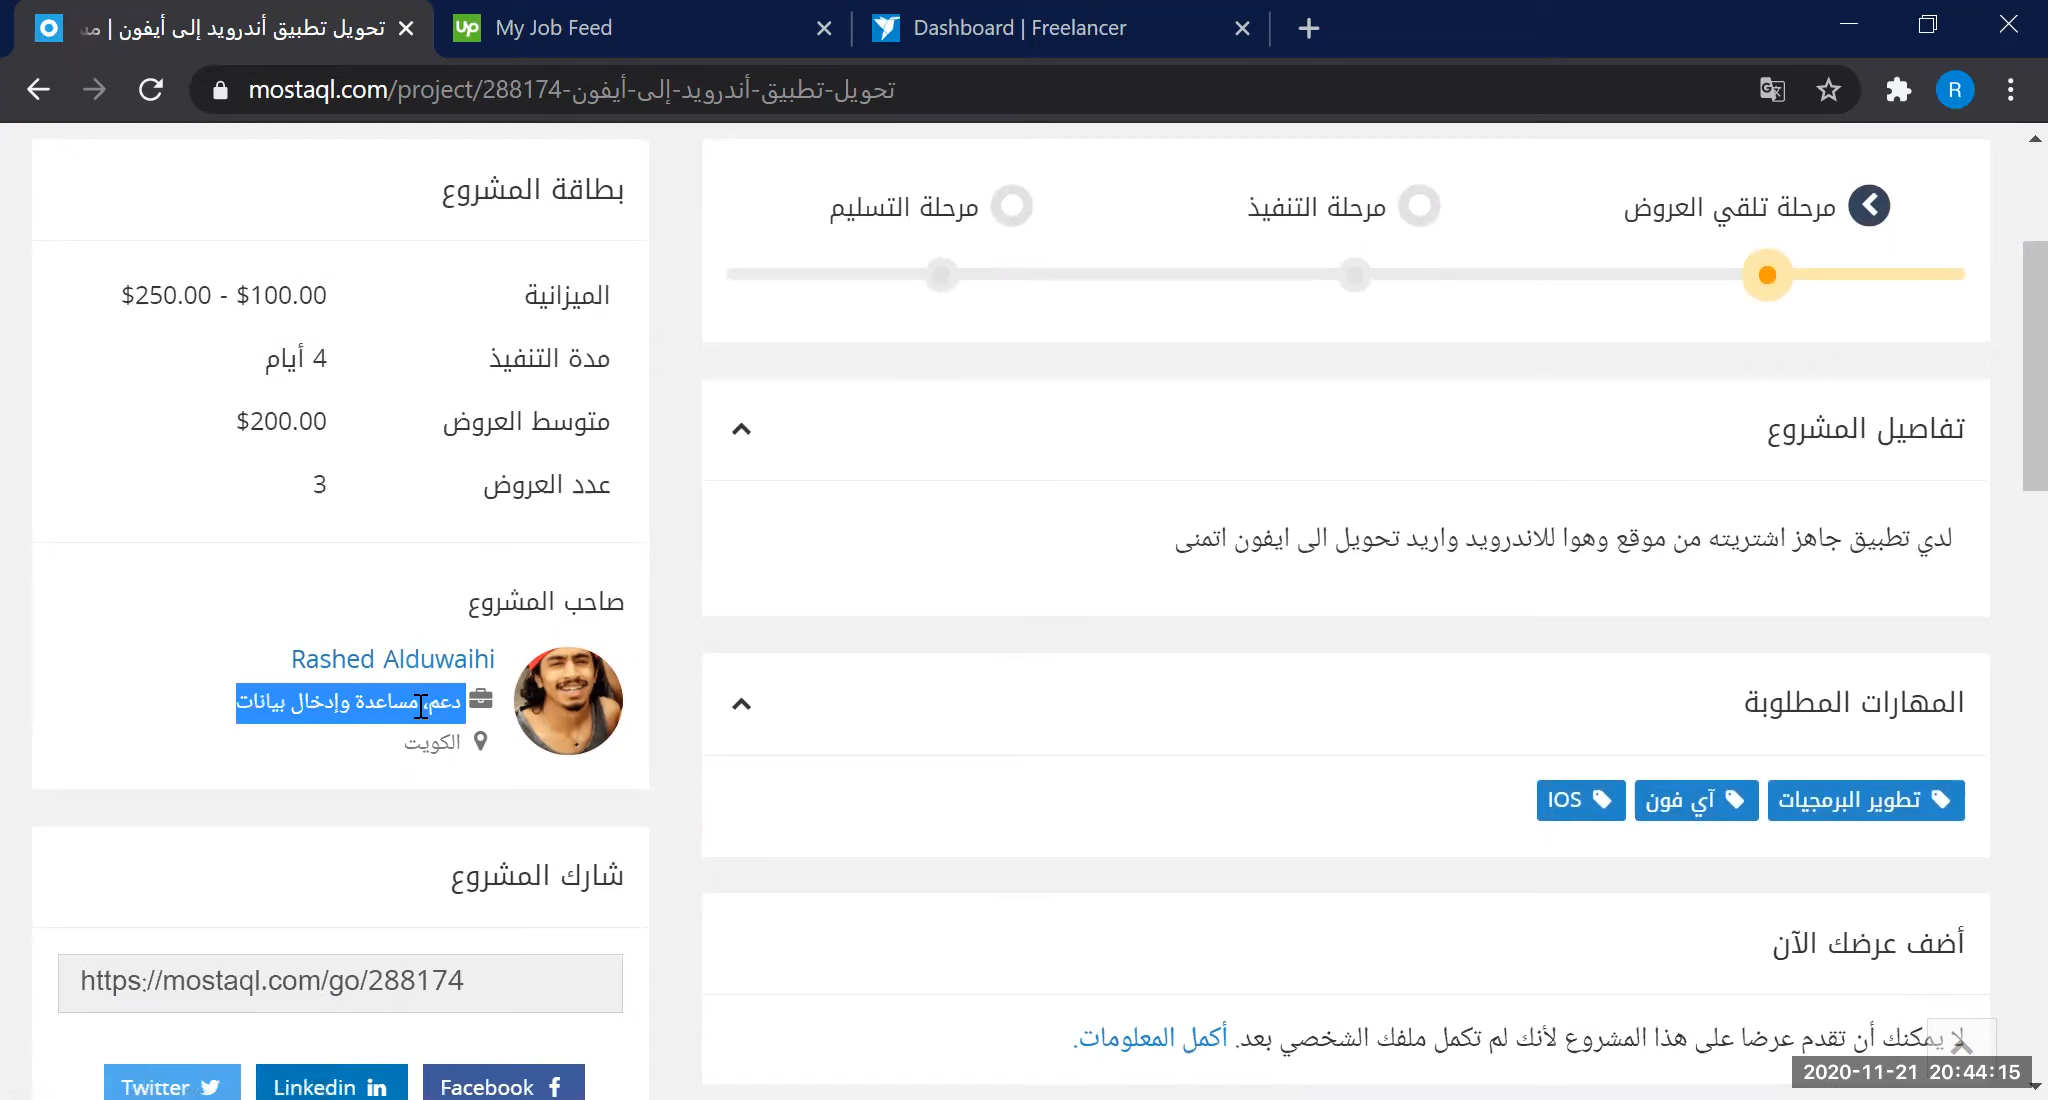 تحويل تطبيق أندرويد إلى أيفون |
My Job Feed
Dashboard | Freelancer
mostaql.com/project/288174-تحويل-تطبيق-أندرويد-إلى-أيفون
R
مرحلة تلقي العروض
مرحلة التنفيذ
مرحلة التسليم
تفاصيل المشروع
لدي تطبيق جاهز اشتريته من موقع وهوا للاندرويد واريد تحويل الى ايفون اتمنى
المهارات المطلوبة
تطوير البرمجيات
آي فون
IOS
أضف عرضك الآن
لا يمكنك أن تقدم عرضا على هذا المشروع لأنك لم تكمل ملفك الشخصي بعد. أكمل المعلومات.
بطاقة المشروع
الميزانية $100.00 - $250.00
مدة التنفيذ 4 أيام
متوسط العروض $200.00
عدد العروض 3
صاحب المشروع
Rashed Alduwaihi
دعم، مساعدة وإدخال بيانات
الكويت
شارك المشروع
https://mostaql.com/go/288174
Facebook
Linkedin
Twitter
2020-11-21 20:44:15